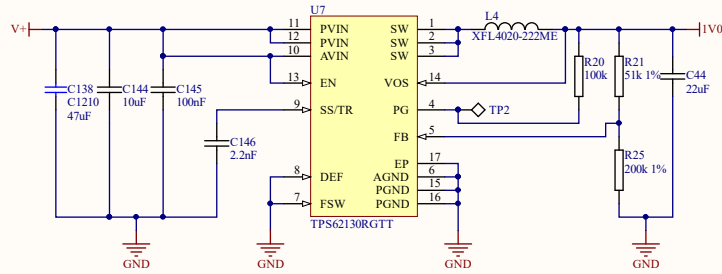 U7
V+
11 PVIN SW 1
12 PVIN SW 2
10 AVIN SW 3
13 EN VOS 14
9 SS/TR PG 4
FB 5
EP 17
8 DEF AGND 6
PGND 15
7 FSW PGND 16
TPS62130RGTT
L4
XFL4020-222ME
1V0
R20
100k
R21
51k 1%
C44
22uF
TP2
R25
200k 1%
C138
C1210
47uF
C144
10uF
C145
100nF
C146
2.2nF
GND
GND
GND
GND